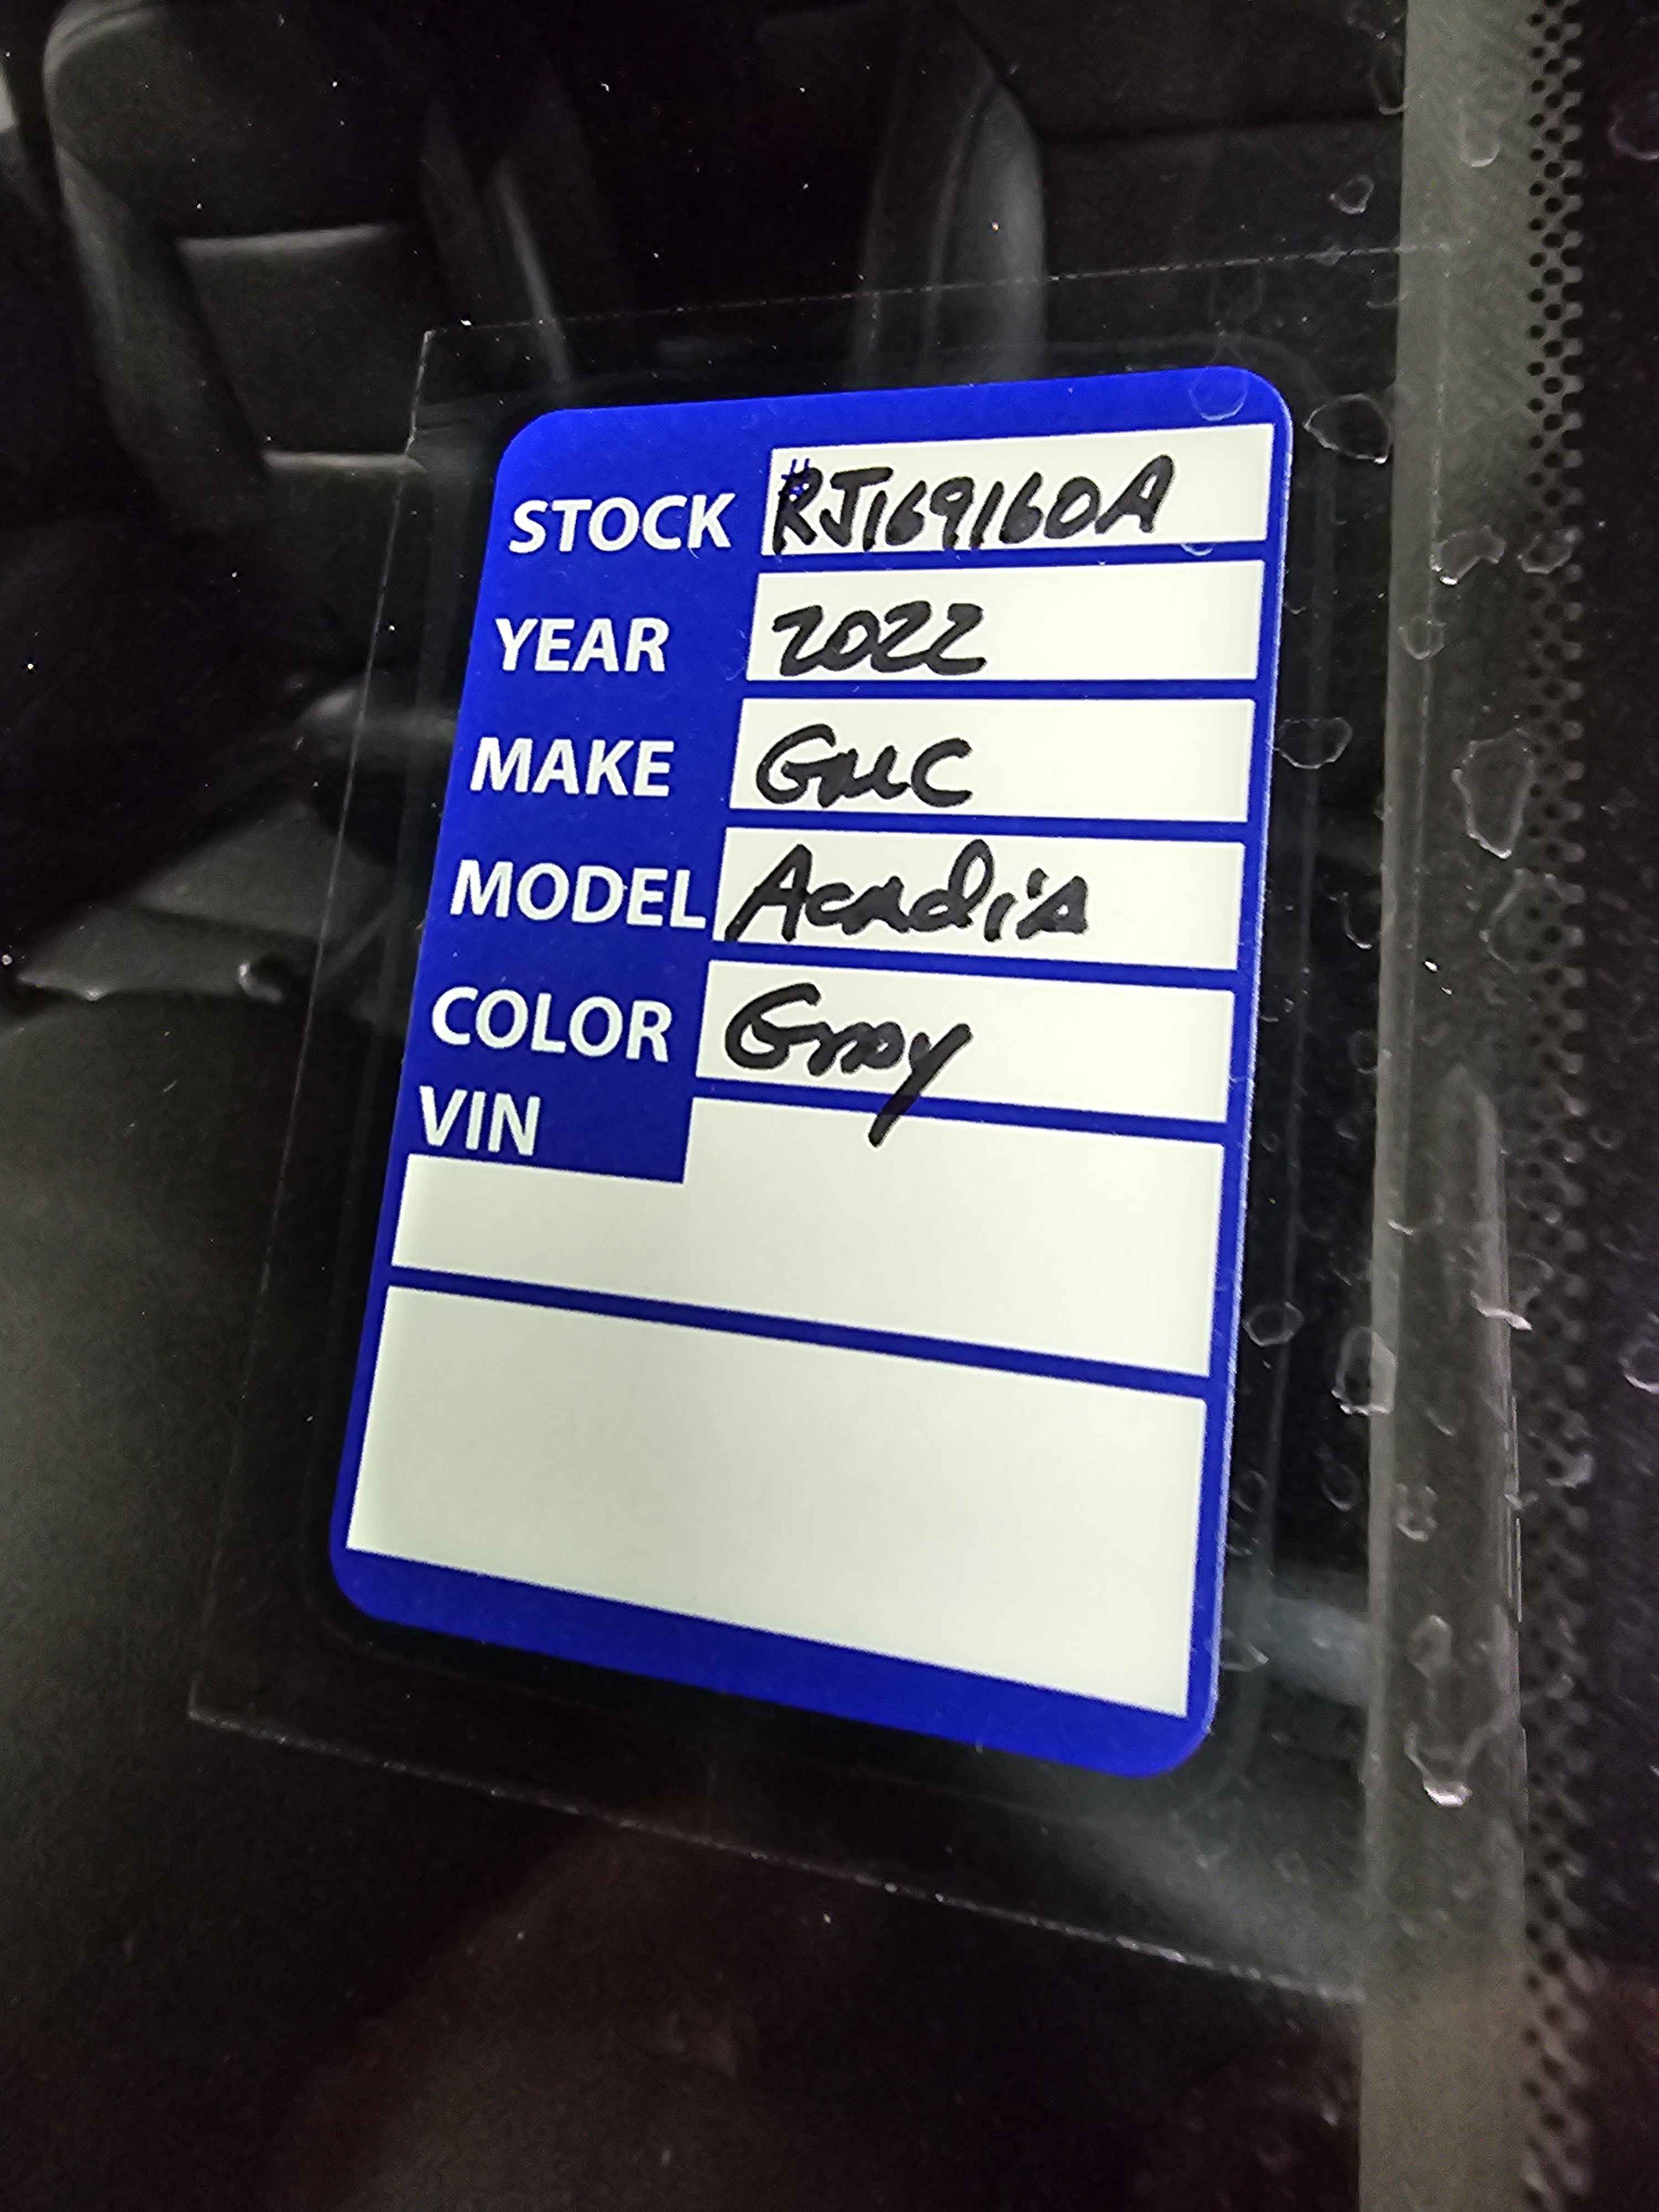 STOCK # RJ169160A
YEAR 2022
MAKE GMC
MODEL Acadia
COLOR Gray
VIN